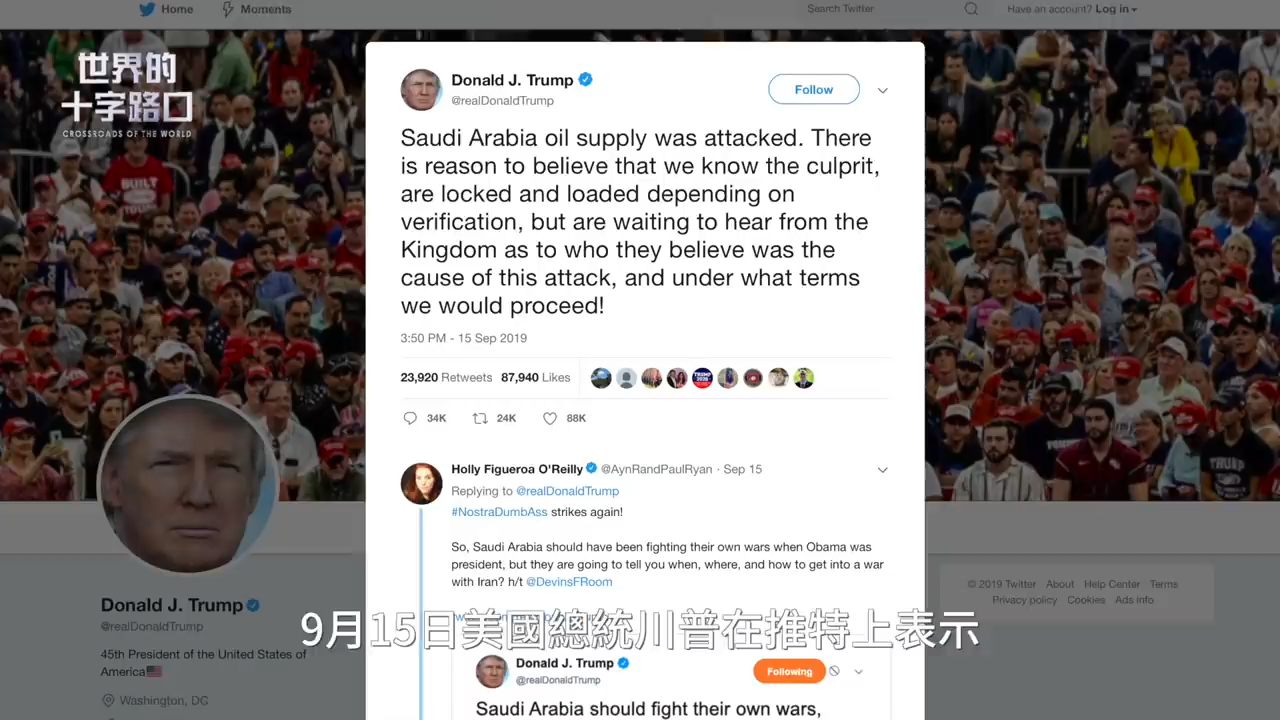 Home
Moments
Search Twitter
Have an account? Log in
世界的
十字路口
CROSSROADS OF THE WORLD
Donald J. Trump
@realDonaldTrump
Follow
Saudi Arabia oil supply was attacked. There
is reason to believe that we know the culprit,
are locked and loaded depending on
verification, but are waiting to hear from the
Kingdom as to who they believe was the
cause of this attack, and under what terms
we would proceed!
3:50 PM - 15 Sep 2019
23,920 Retweets 87,940 Likes
34K 24K 88K
Holly Figueroa O'Reilly @AynRandPaulRyan · Sep 15
Replying to @realDonaldTrump
#NostraDumbAss strikes again!
So, Saudi Arabia should have been fighting their own wars when Obama was
president, but they are going to tell you when, where, and how to get into a war
with Iran? h/t @DevinsFRoom
9月15日美國總統川普在推特上表示
Donald J. Trump
@realDonaldTrump
Following
Saudi Arabia should fight their own wars,
Donald J. Trump
@realDonaldTrump
45th President of the United States of
America
Washington, DC
© 2019 Twitter About Help Center Terms
Privacy policy Cookies Ads info
BUILT
TRUMP